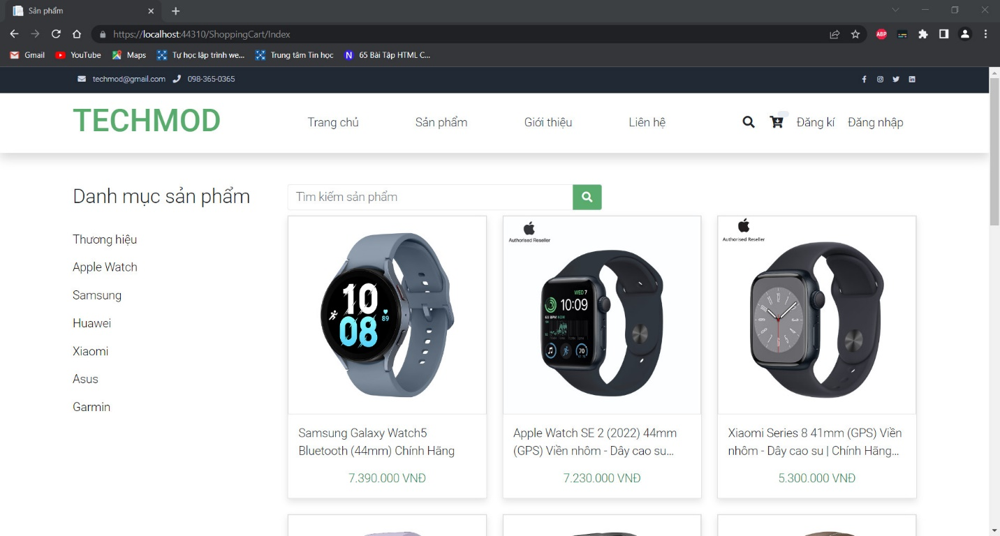 Sản phẩm
https://localhost:44310/ShoppingCart/Index
ABP
Gmail YouTube Maps Tự học lập trình we... Trung tâm Tin học 65 Bài Tập HTML C...
techmod@gmail.com 098-365-0365
TECHMOD Trang chủ Sản phẩm Giới thiệu Liên hệ Đăng kí Đăng nhập
Danh mục sản phẩm
Thương hiệu
Apple Watch
Samsung
Huawei
Xiaomi
Asus
Garmin
Tìm kiếm sản phẩm
10
08
89
Samsung Galaxy Watch5
Bluetooth (44mm) Chính Hãng
7.390.000 VNĐ
Authorised Reseller
WED 7
10:09
63 BPM NOW
70
Apple Watch SE 2 (2022) 44mm
(GPS) Viền nhôm - Dây cao su...
7.230.000 VNĐ
Authorised Reseller
Xiaomi Series 8 41mm (GPS) Viền
nhôm - Dây cao su | Chính Hãng...
5.300.000 VNĐ